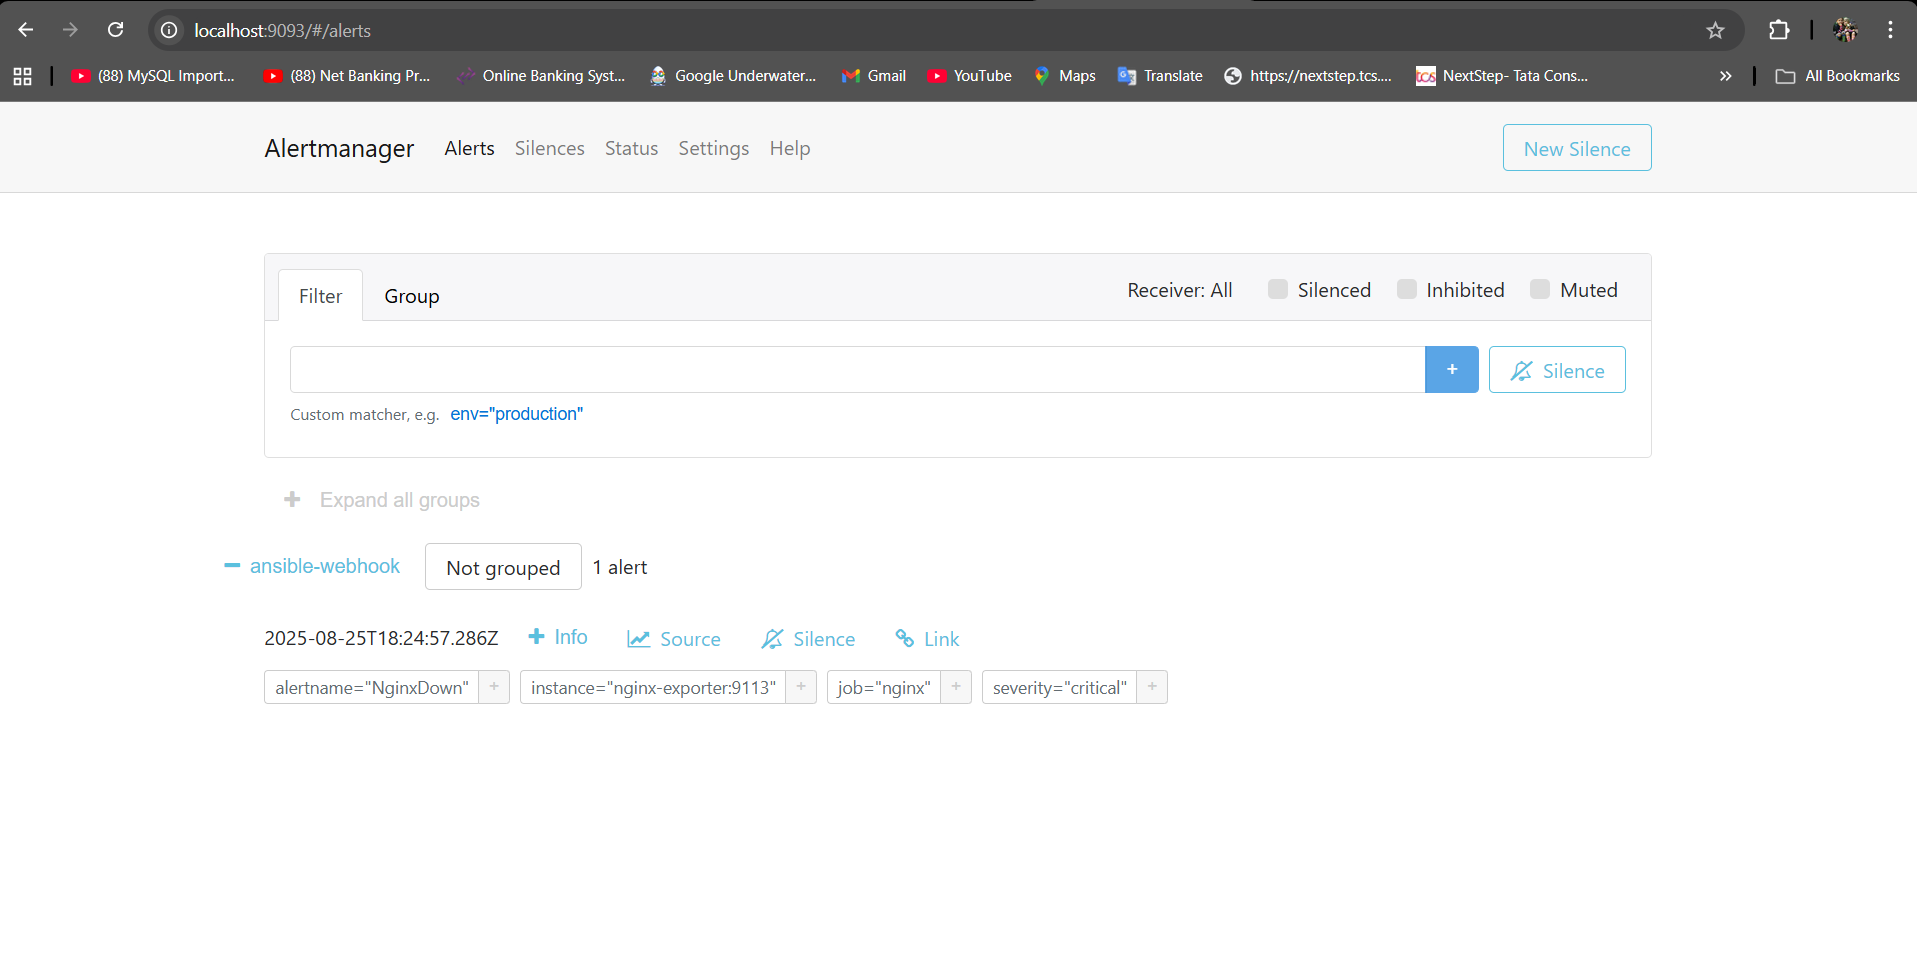 localhost:9093/#/alerts
(88) MySQL Import... (88) Net Banking Pr... Online Banking Syst... Google Underwater... Gmail YouTube Maps Translate https://nextstep.tcs.... tcs NextStep- Tata Cons... » All Bookmarks
Alertmanager Alerts Silences Status Settings Help New Silence
Filter Group Receiver: All Silenced Inhibited Muted
+ Silence
Custom matcher, e.g. env="production"
+ Expand all groups
− ansible-webhook Not grouped 1 alert
2025-08-25T18:24:57.286Z + Info Source Silence Link
alertname="NginxDown" + instance="nginx-exporter:9113" + job="nginx" + severity="critical" +